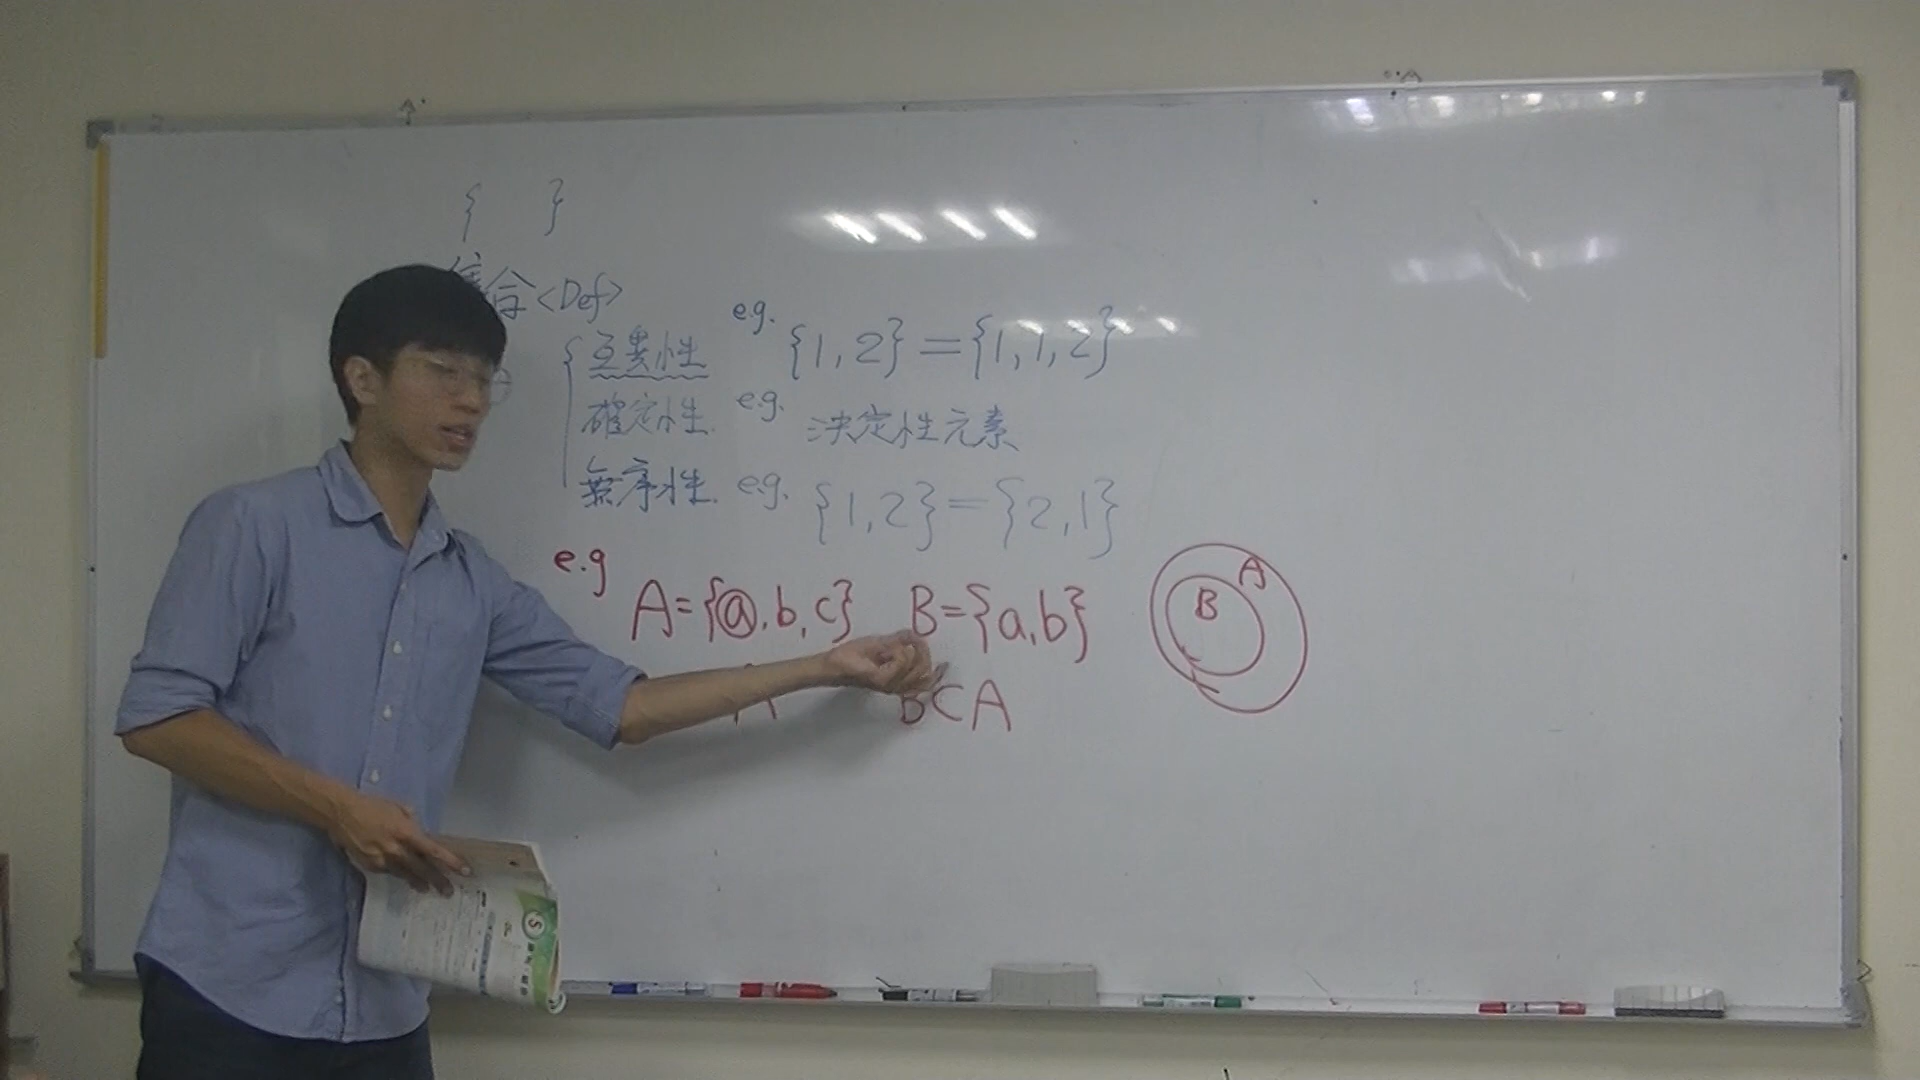 { }
集合<Def>
互異性 e.g. {1,2}={1,1,2}
確定性. e.g. 決定性元素
無序性. e.g. {1,2}={2,1}
e.g
A={a,b,c} B={a,b}
A
B
A
B⊂A